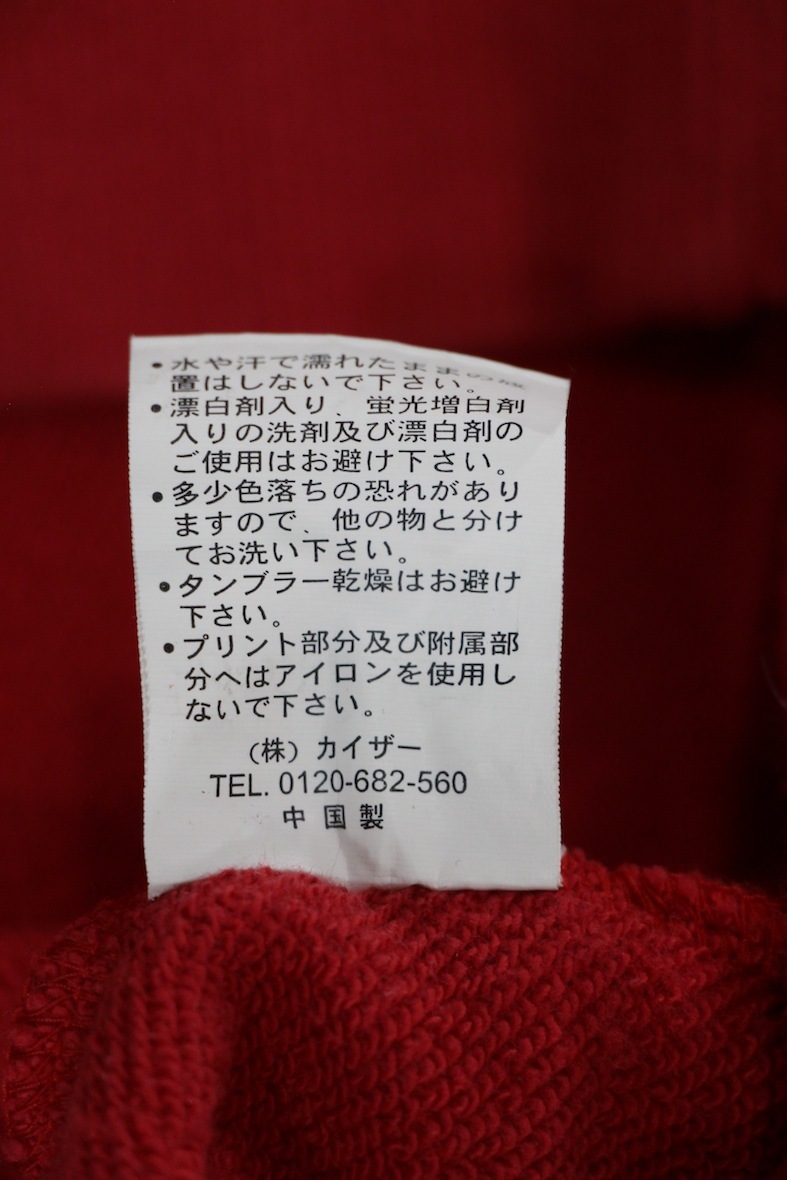 • 水や汗で濡れたままの放
置はしないで下さい。
• 漂白剤入り、蛍光増白剤
入りの洗剤及び漂白剤の
ご使用はお避け下さい。
• 多少色落ちの恐れがあり
ますので、他の物と分け
てお洗い下さい。
• タンブラー乾燥はお避け
下さい。
• プリント部分及び附属部
分へはアイロンを使用し
ないで下さい。
(株) カイザー
TEL. 0120-682-560
中国製